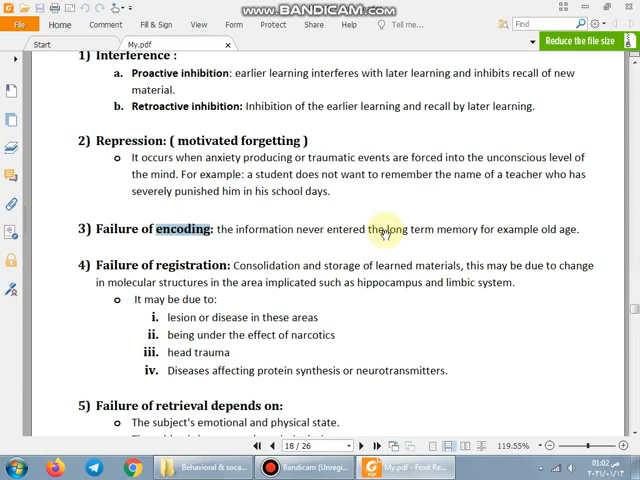 WWW.BANDICAM.COM
File
Home
Comment
Fill & Sign
View
Form
Protect
Share
Help
Tell me...
Find
Start
My.pdf
Reduce the file size
1) Interference :
a. Proactive inhibition: earlier learning interferes with later learning and inhibits recall of new
material.
b. Retroactive inhibition: Inhibition of the earlier learning and recall by later learning.
2) Repression: ( motivated forgetting )
o It occurs when anxiety producing or traumatic events are forced into the unconscious level of
the mind. For example: a student does not want to remember the name of a teacher who has
severely punished him in his school days.
3) Failure of encoding: the information never entered the long term memory for example old age.
4) Failure of registration: Consolidation and storage of learned materials, this may be due to change
in molecular structures in the area implicated such as hippocampus and limbic system.
o It may be due to:
i. lesion or disease in these areas
ii. being under the effect of narcotics
iii. head trauma
iv. Diseases affecting protein synthesis or neurotransmitters.
5) Failure of retrieval depends on:
o The subject's emotional and physical state.
18 / 26
119.55%
Behavioral & soca...
Bandicam (Unregi...
My.pdf - Foxit Re...
01:02 ص
٢٠٢١/٠١/١٣